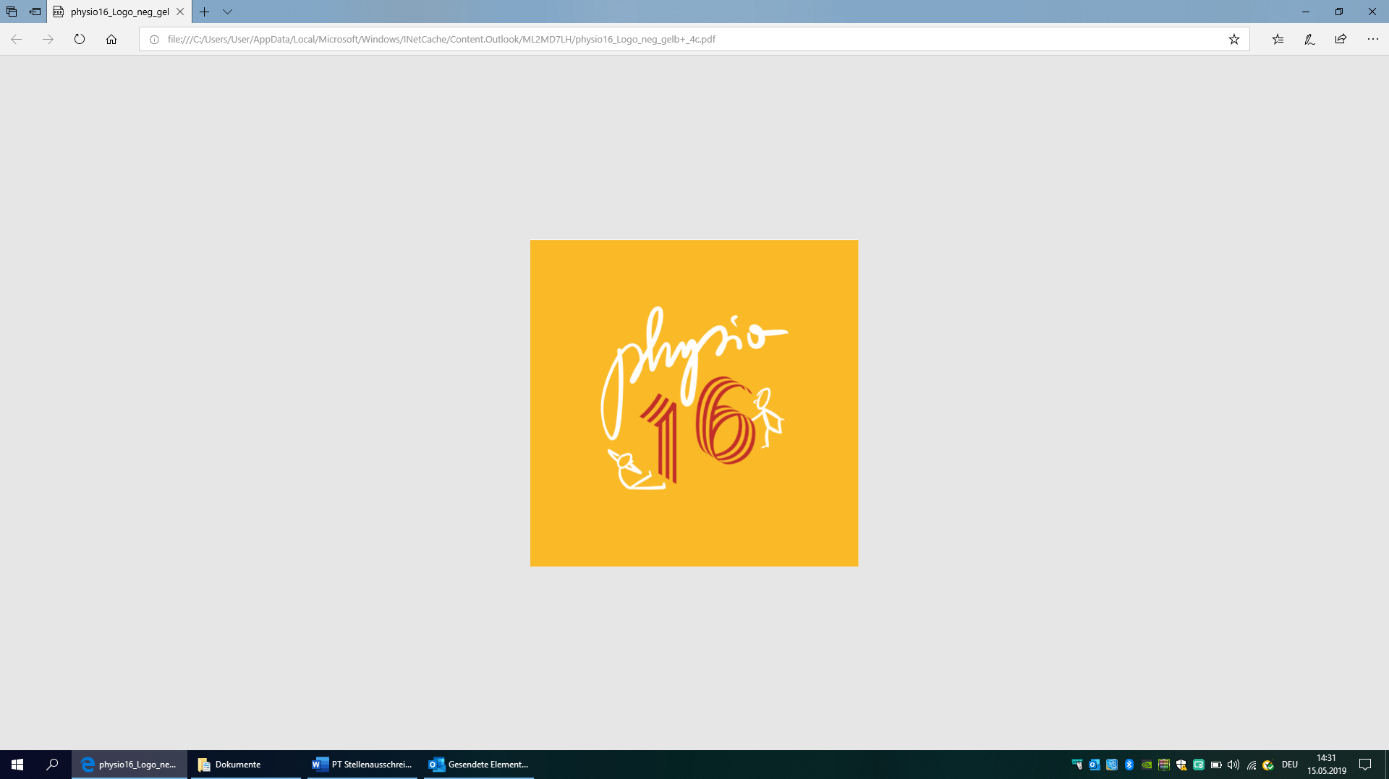 physio16_Logo_neg_gel
file:///C:/Users/User/AppData/Local/Microsoft/Windows/INetCache/Content.Outlook/ML2MD7LH/physio16_Logo_neg_gelb+_4c.pdf
physio
16
physio16_Logo_ne...
Dokumente
PT Stellenausschrei...
Gesendete Element...
DEU
14:31
15.05.2019